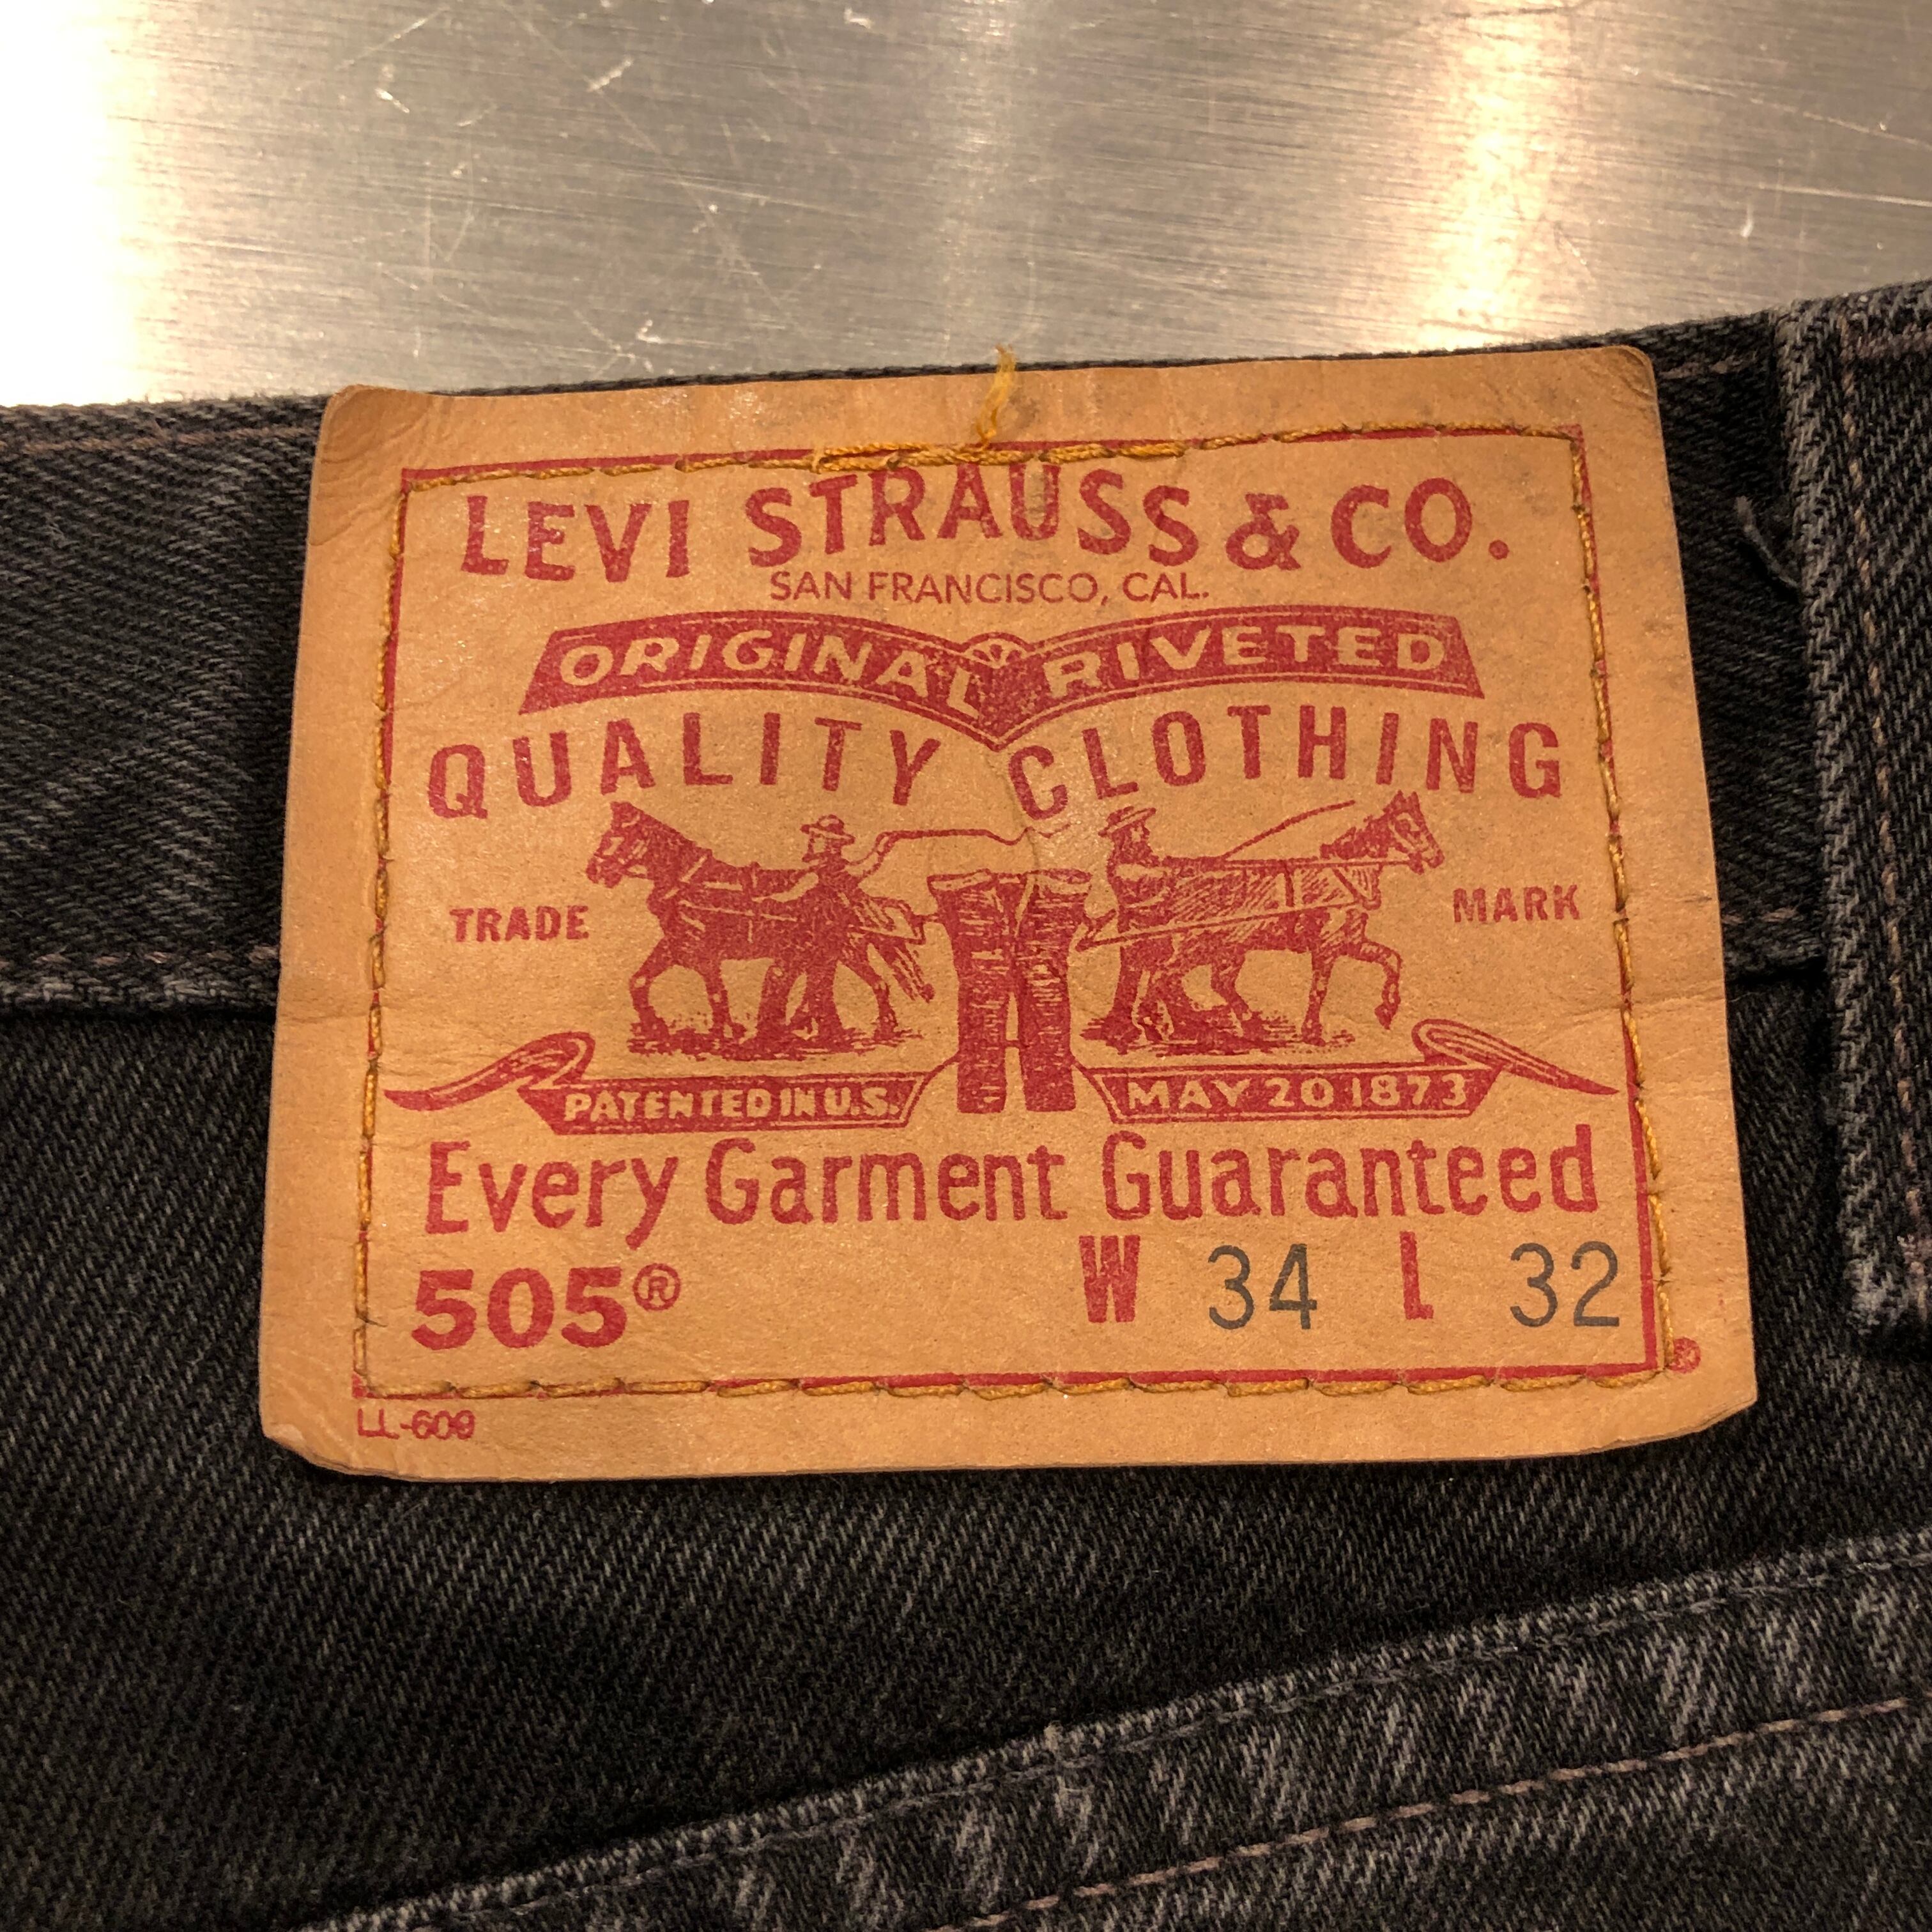 LEVI STRAUSS & CO.
SAN FRANCISCO, CAL.
ORIGINAL RIVETED
QUALITY CLOTHING
TRADE MARK
PATENTED IN U.S. MAY 20 1873
Every Garment Guaranteed
505® W 34 L 32
®
LL-609